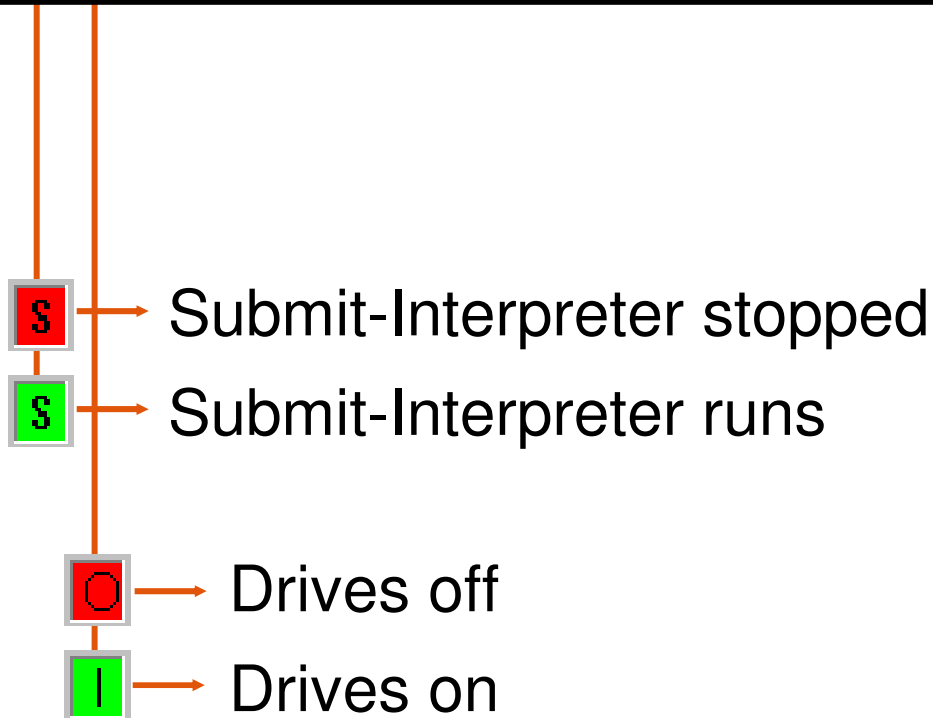 S Submit-Interpreter stopped
S Submit-Interpreter runs
O Drives off
I Drives on